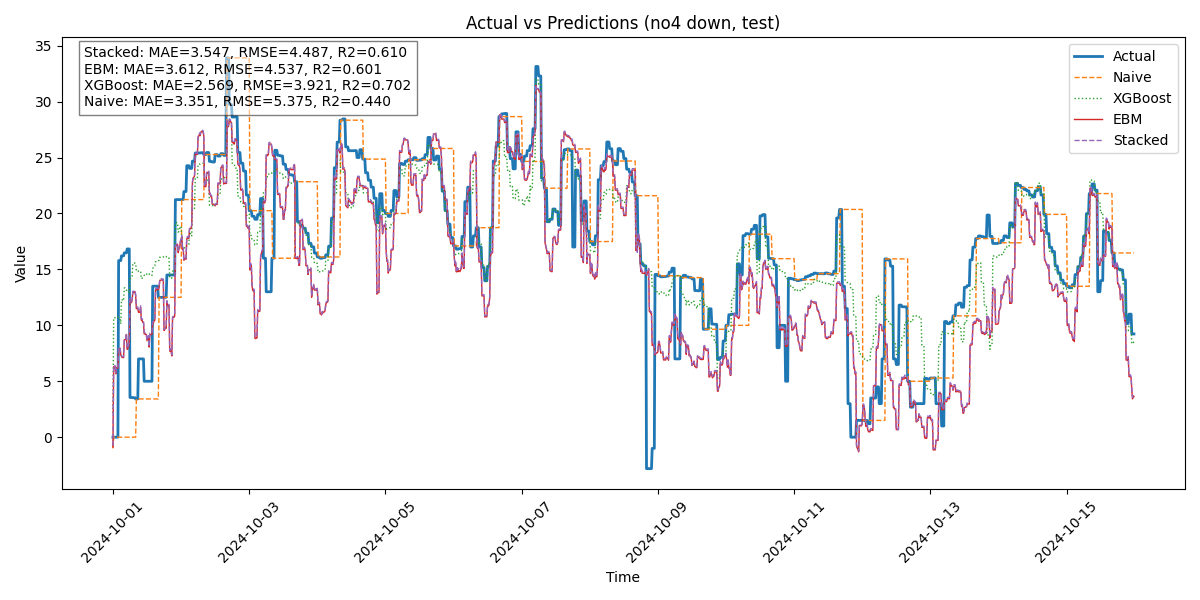 Actual vs Predictions (no4 down, test)
Stacked: MAE=3.547, RMSE=4.487, R2=0.610
EBM: MAE=3.612, RMSE=4.537, R2=0.601
XGBoost: MAE=2.569, RMSE=3.921, R2=0.702
Naive: MAE=3.351, RMSE=5.375, R2=0.440
Actual
Naive
XGBoost
EBM
Stacked
35
30
25
20
15
10
5
0
Value
2024-10-01
2024-10-03
2024-10-05
2024-10-07
2024-10-09
2024-10-11
2024-10-13
2024-10-15
Time